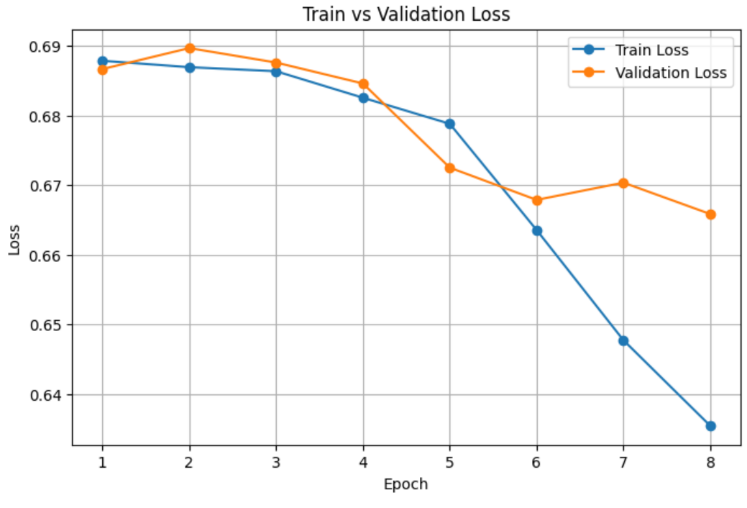 Train vs Validation Loss
Train Loss
Validation Loss
0.69
0.68
0.67
0.66
0.65
0.64
Loss
1 2 3 4 5 6 7 8
Epoch